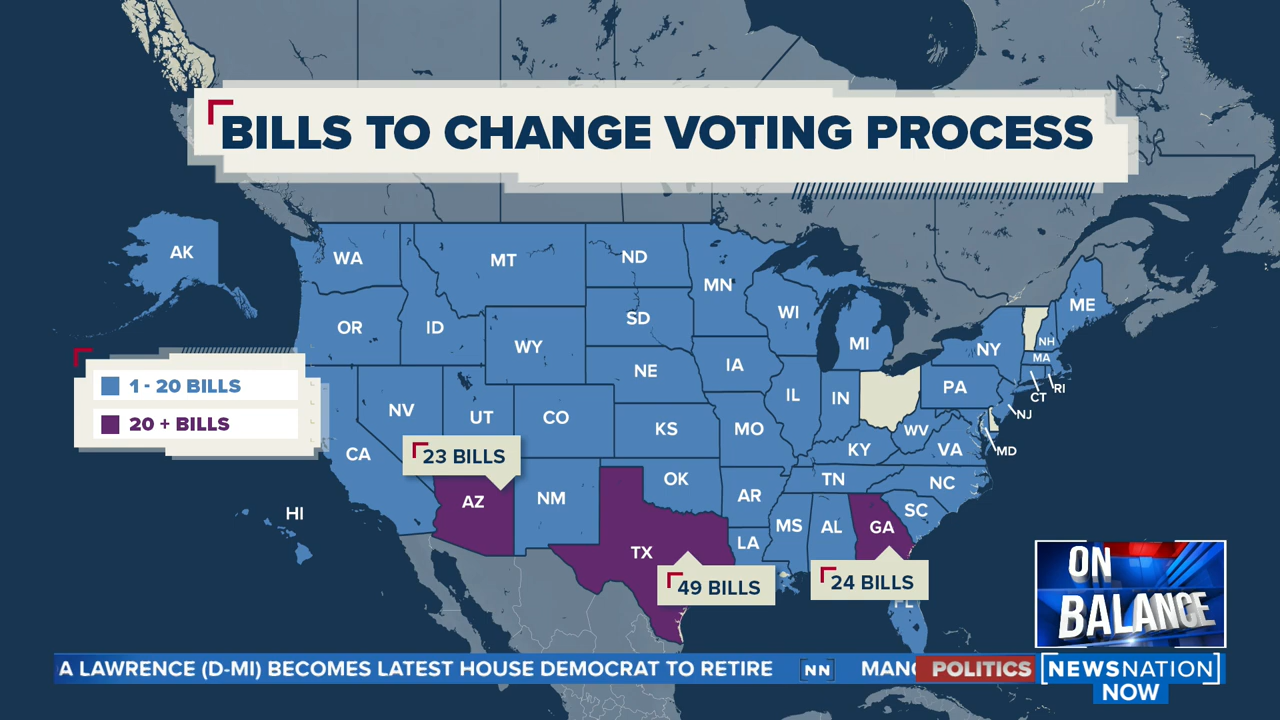 BILLS TO CHANGE VOTING PROCESS
AK
WA
MT
ND
MN
ME
OR
ID
SD
WI
MI
NY
NH
MA
WY
NE
IA
PA
CT
RI
1 - 20 BILLS
20 + BILLS
NV
UT
CO
IL
IN
NJ
KS
MO
WV
KY
VA
MD
CA
23 BILLS
OK
TN
NC
AZ
NM
AR
SC
HI
MS
AL
GA
LA
TX
49 BILLS
24 BILLS
FL
ON
BALANCE
A LAWRENCE (D-MI) BECOMES LATEST HOUSE DEMOCRAT TO RETIRE
NN
POLITICS
NEWSNATION
NOW